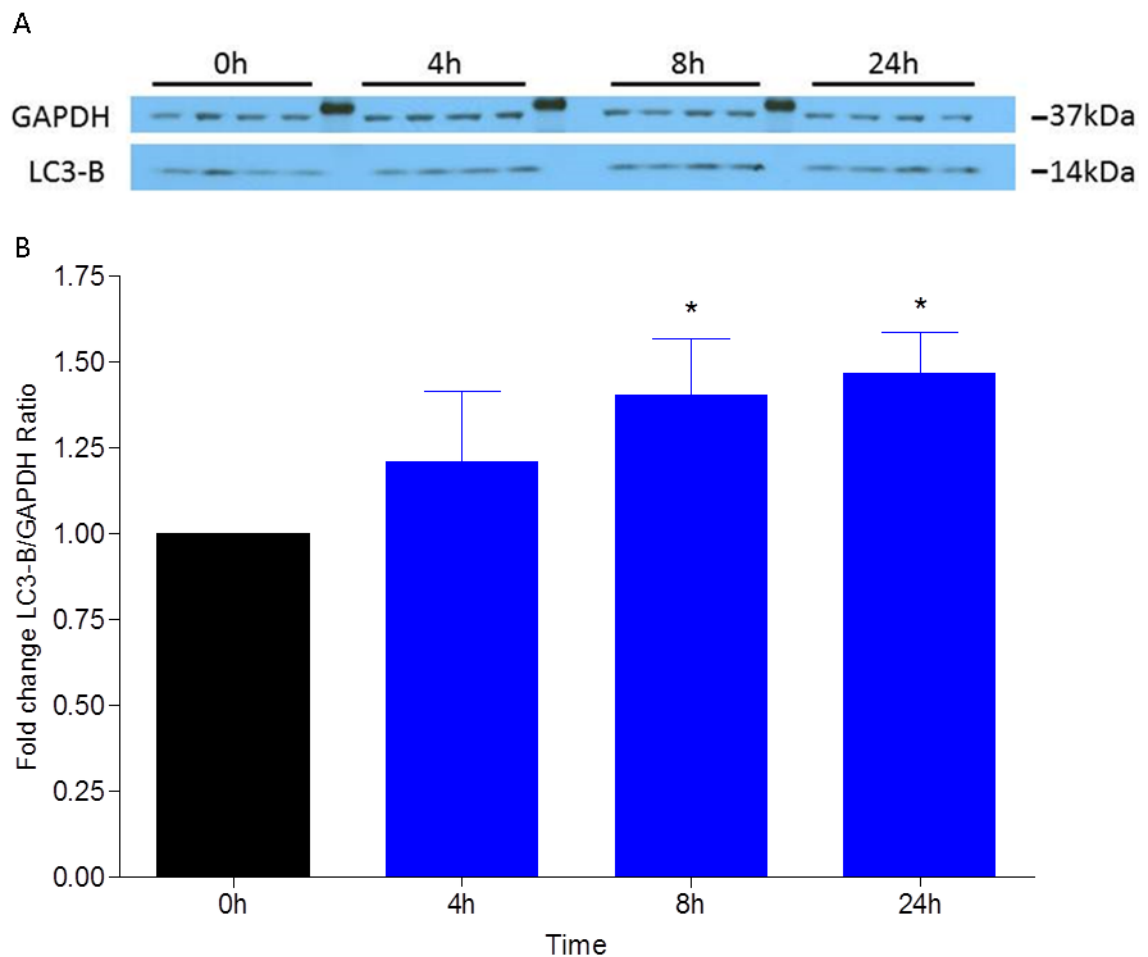 A
0h 4h 8h 24h
GAPDH –37kDa
LC3-B –14kDa
B
Fold change LC3-B/GAPDH Ratio
1.75
1.50
1.25
1.00
0.75
0.50
0.25
0.00
* *
0h 4h 8h 24h
Time